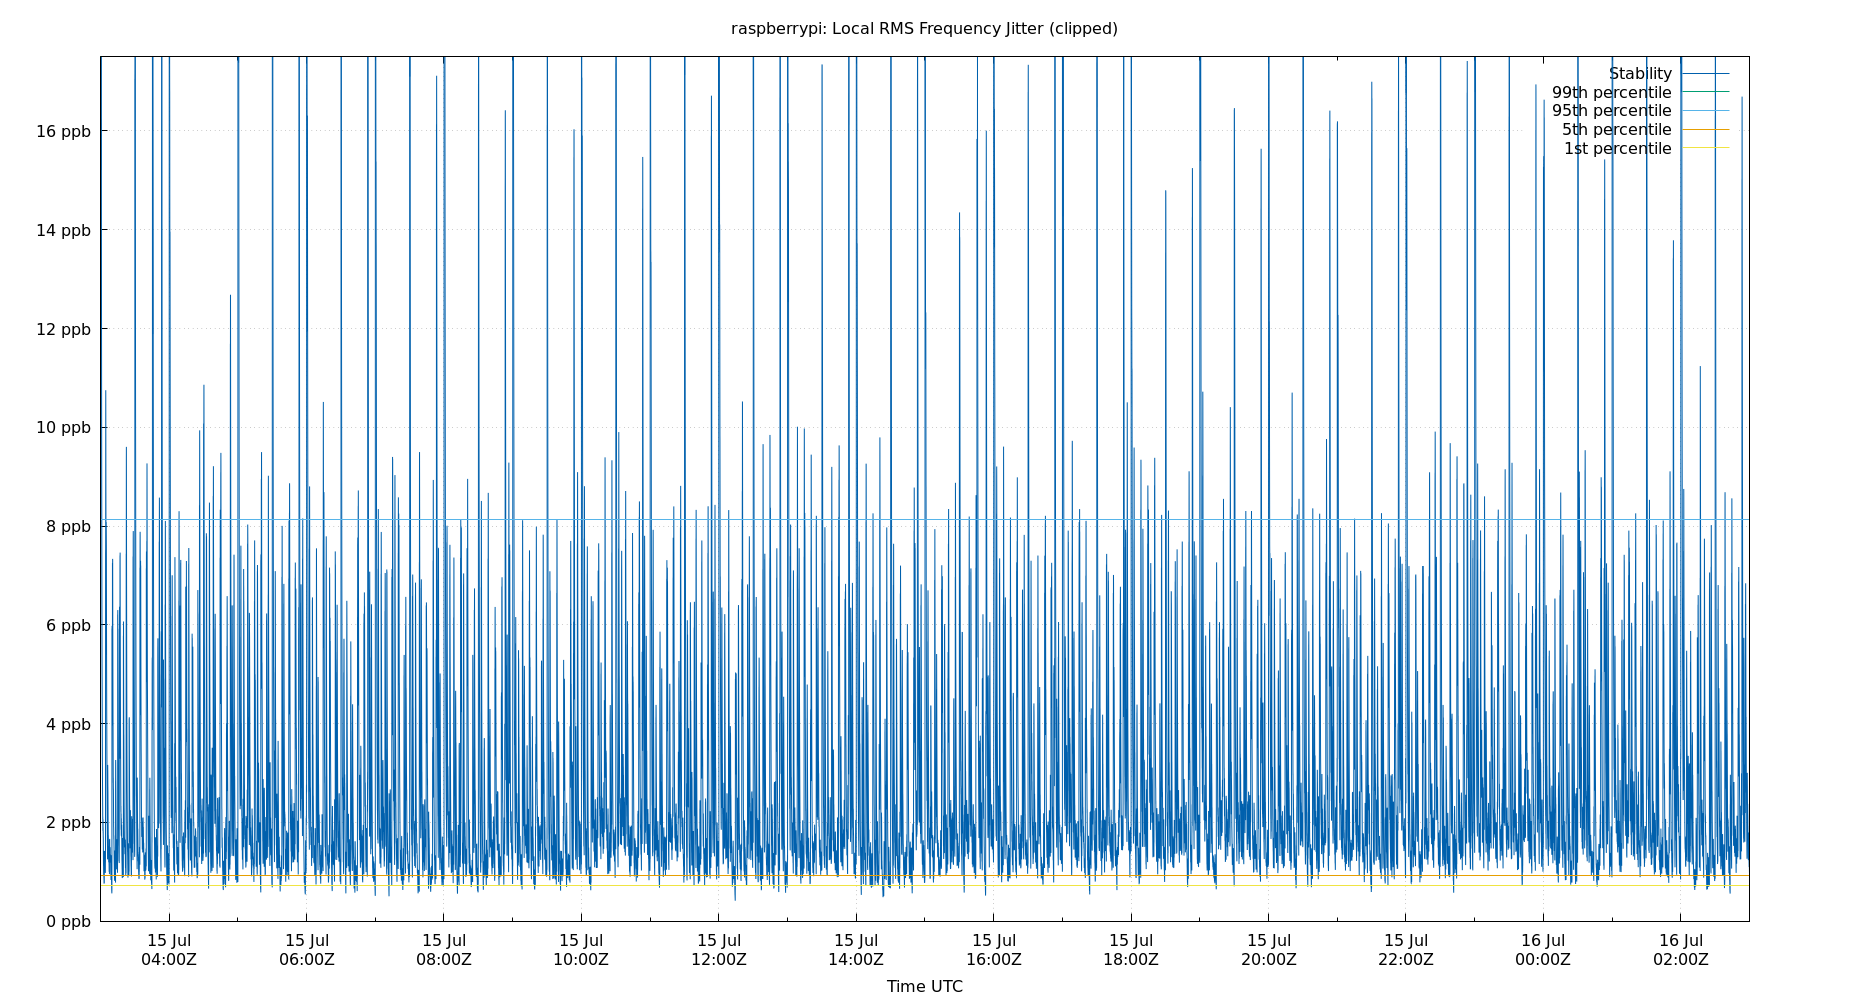 raspberrypi: Local RMS Frequency Jitter (clipped)
Stability
99th percentile
95th percentile
5th percentile
1st percentile
16 ppb
14 ppb
12 ppb
10 ppb
8 ppb
6 ppb
4 ppb
2 ppb
0 ppb
15 Jul 15 Jul 15 Jul 15 Jul 15 Jul 15 Jul 15 Jul 15 Jul 15 Jul 15 Jul 16 Jul 16 Jul
04:00Z 06:00Z 08:00Z 10:00Z 12:00Z 14:00Z 16:00Z 18:00Z 20:00Z 22:00Z 00:00Z 02:00Z
Time UTC